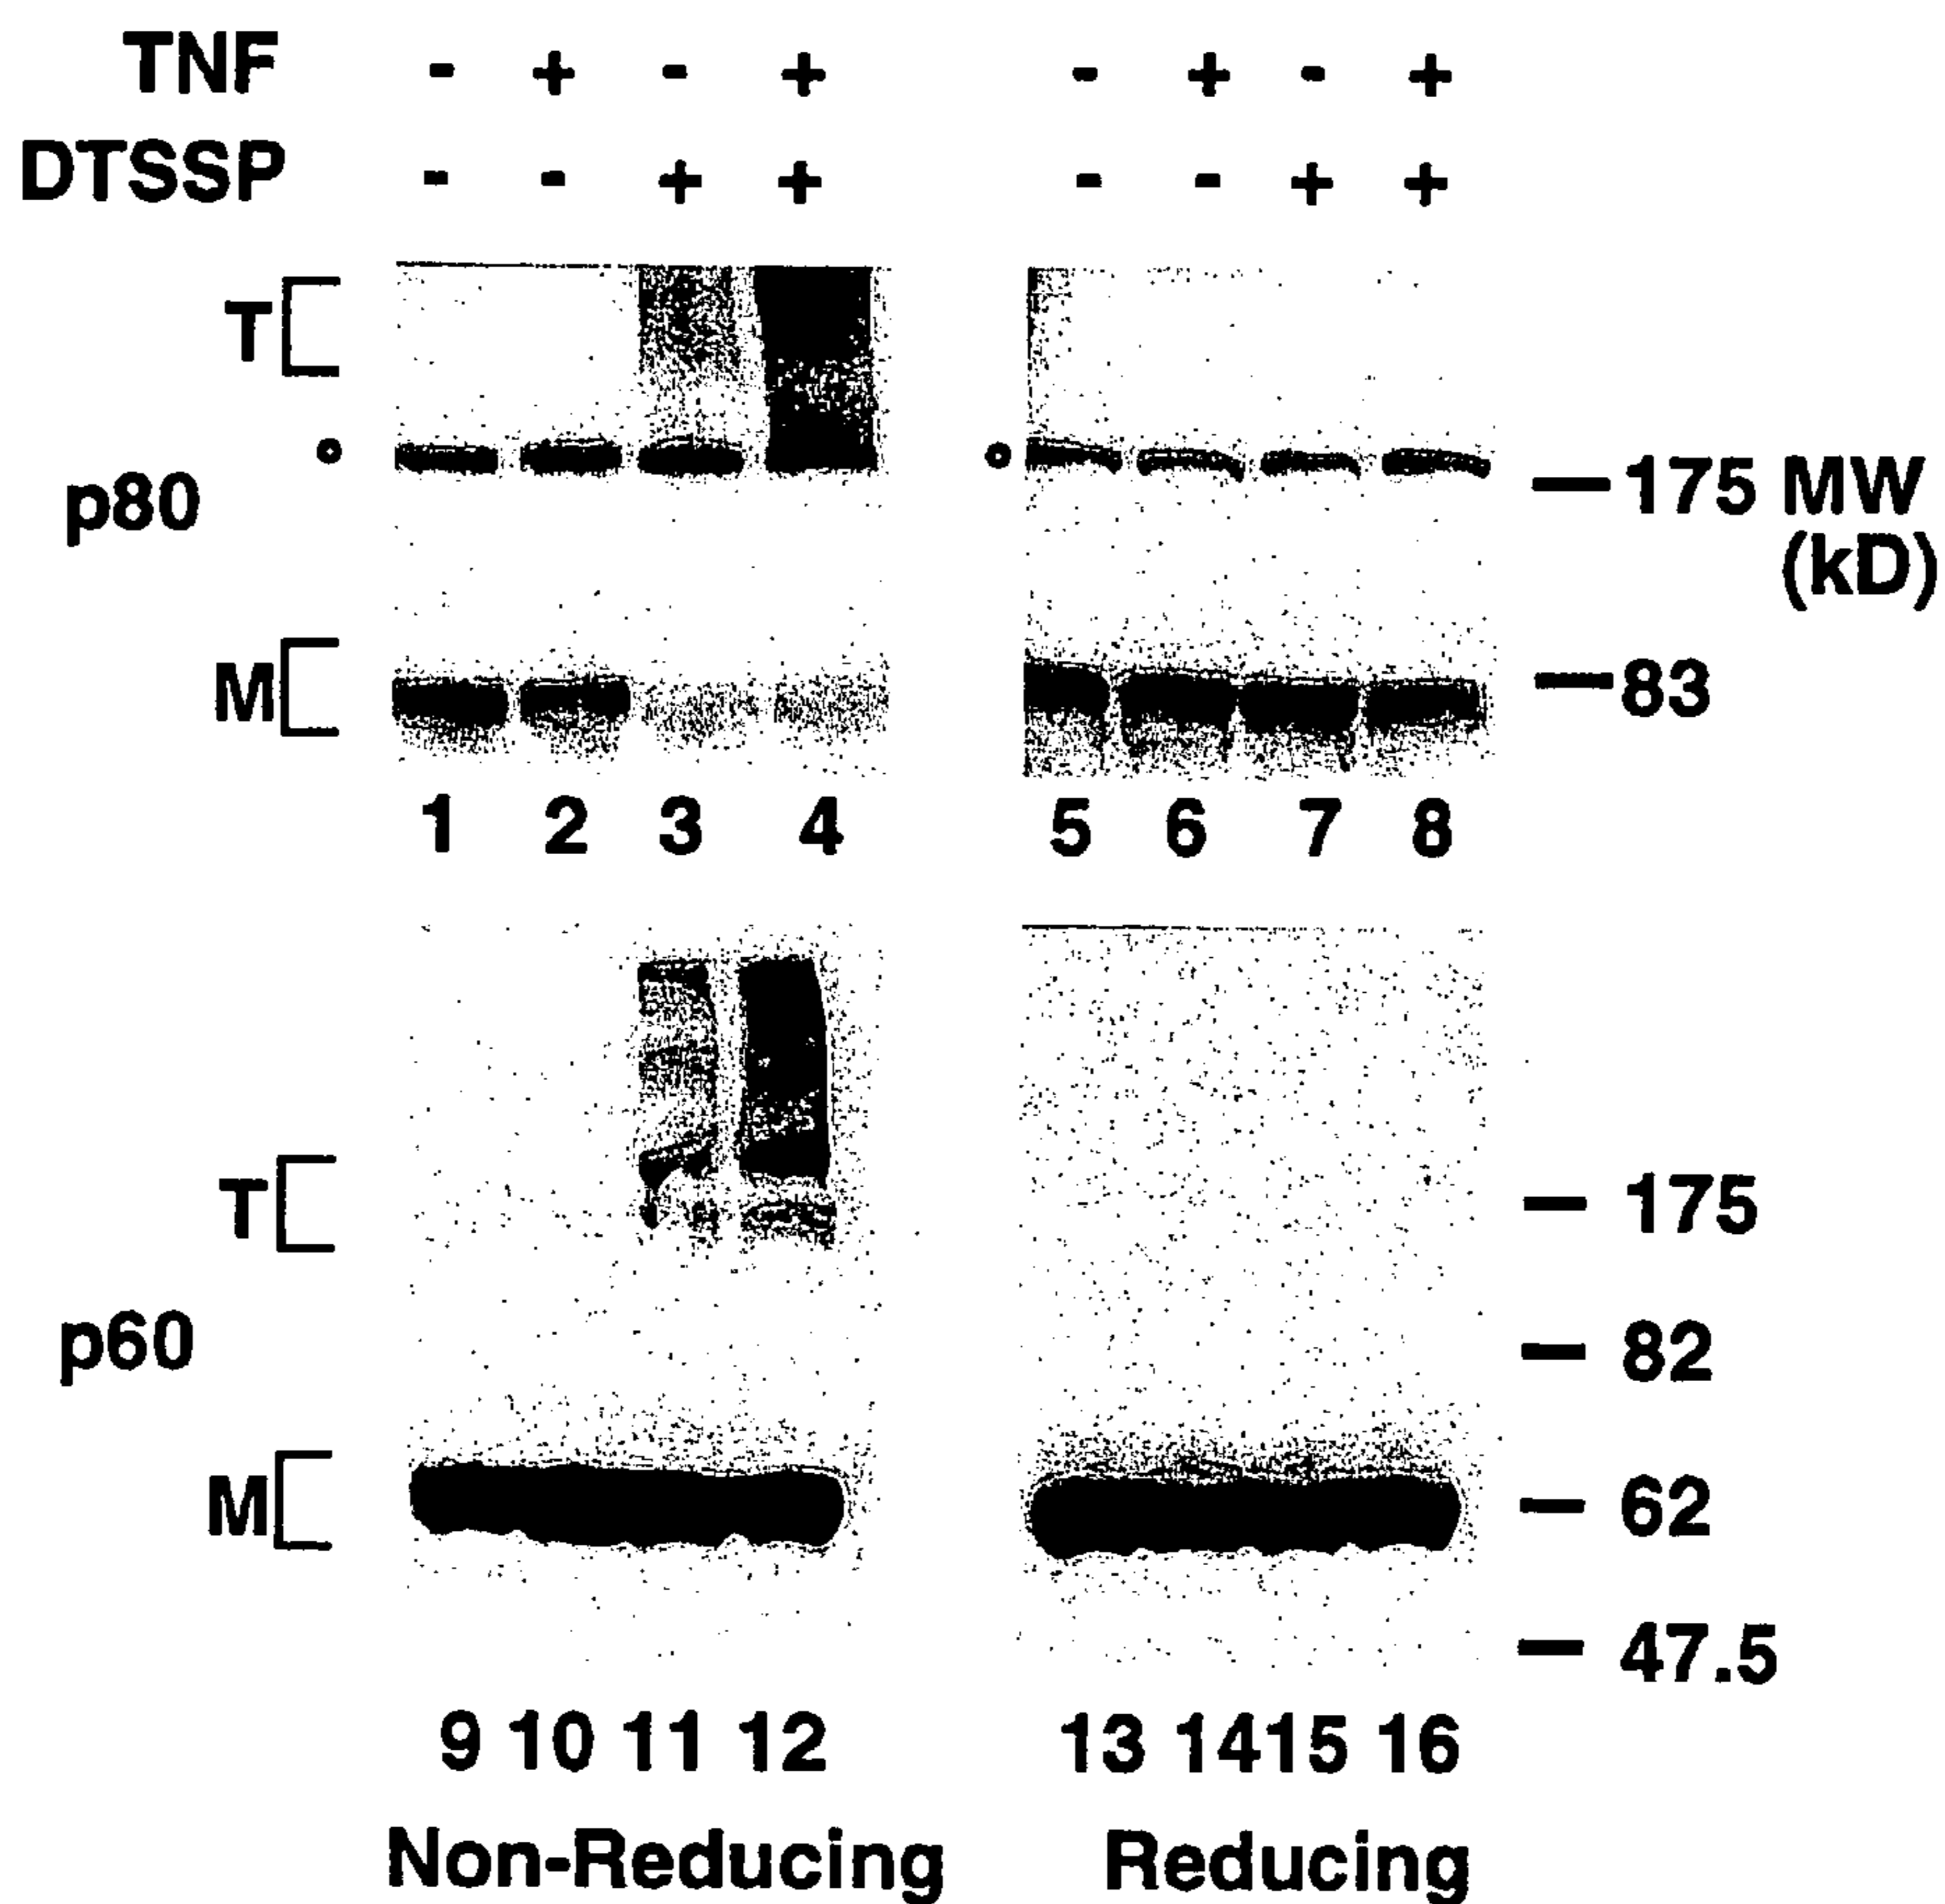 TNF - + - + - + - +
DTSSP - - + + - - + +
T
p80
175 MW
(kD)
M
83
1 2 3 4 5 6 7 8
T
175
p60
82
M
62
47.5
9 10 11 12 13 14 15 16
Non-Reducing Reducing